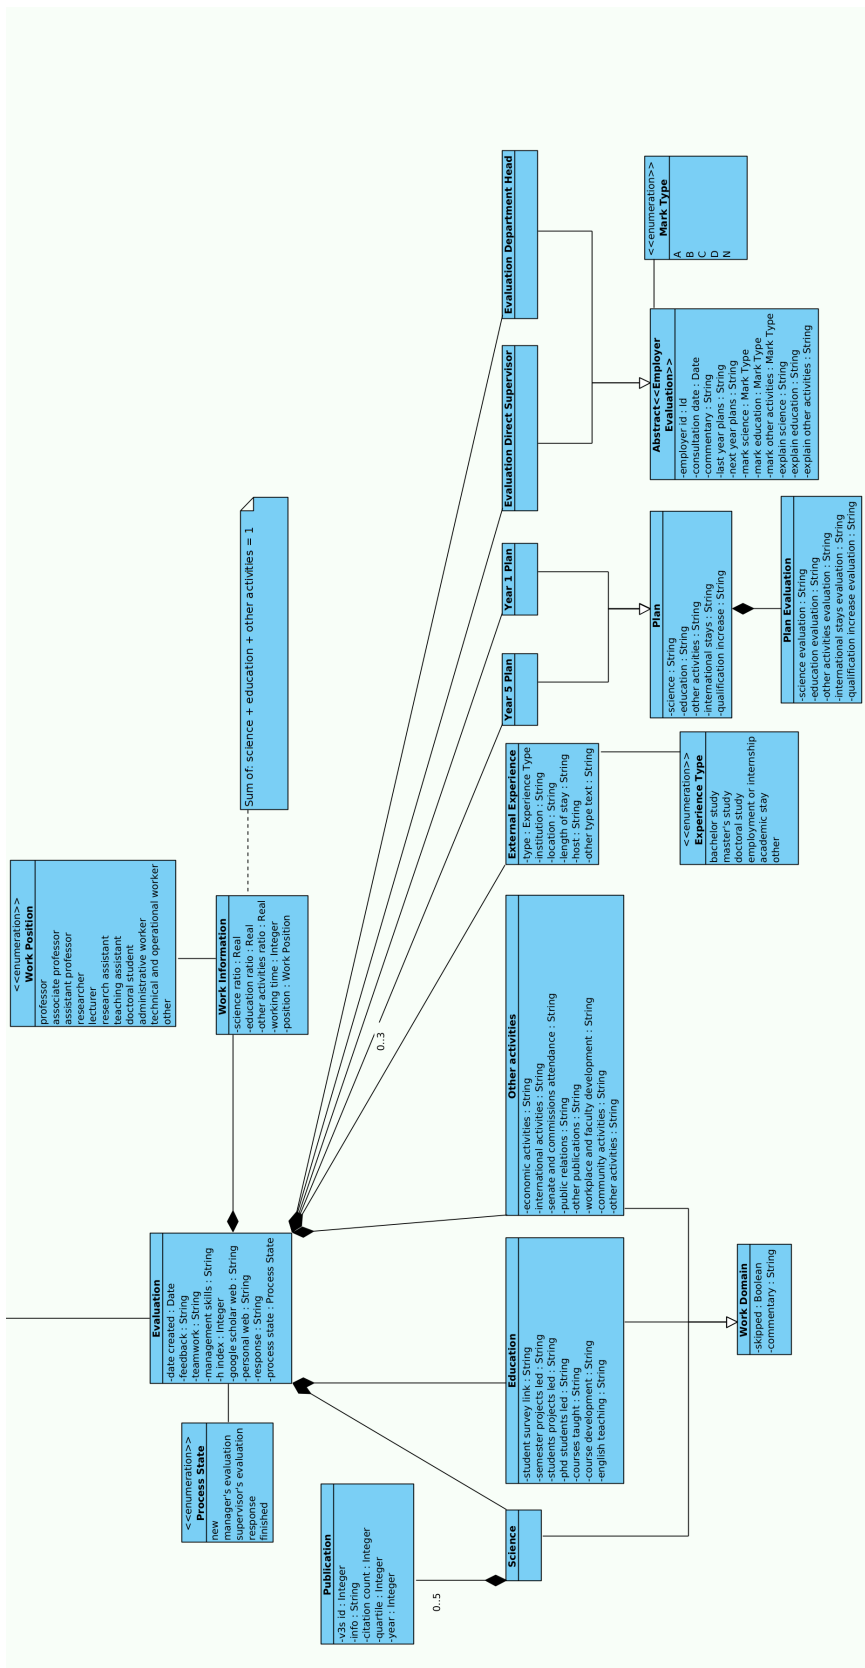 <<enumeration>>
Process State
new
manager's evaluation
supervisor's evaluation
response
finished
Evaluation
-date created : Date
-feedback : String
-teamwork : String
-management skills : String
-h index : Integer
-google scholar web : String
-personal web : String
-response : String
-process state : Process State
<<enumeration>>
Work Position
professor
associate professor
assistant professor
researcher
lecturer
research assistant
teaching assistant
doctoral student
administrative worker
technical and operational worker
other
Work Information
-science ratio : Real
-education ratio : Real
-other activities ratio : Real
-working time : Integer
-position : Work Position
Sum of: science + education + other activities = 1
Publication
-v3s id : Integer
-info : String
-citation count : Integer
-quartile : Integer
-year : Integer
0..5
0..3
Science
Education
-student survey link : String
-semester projects led : String
-students projects led : String
-phd students led : String
-courses taught : String
-course development : String
-english teaching : String
Other activities
-economic activities : String
-international activities : String
-senate and commissions attendance : String
-public relations : String
-other publications : String
-workplace and faculty development : String
-community activities : String
-other activities : String
External Experience
-type : Experience Type
-institution : String
-location : String
-length of stay : String
-host : String
-other type text : String
Year 5 Plan
Year 1 Plan
Evaluation Direct Supervisor
Evaluation Department Head
Work Domain
-skipped : Boolean
-commentary : String
<<enumeration>>
Experience Type
bachelor study
master's study
doctoral study
employment or internship
academic stay
other
Plan
-science : String
-education : String
-other activities : String
-international stays : String
-qualification increase : String
Plan Evaluation
-science evaluation : String
-education evaluation : String
-other activities evaluation : String
-international stays evaluation : String
-qualification increase evaluation : String
Abstract<<Employer
Evaluation>>
-employer id : Id
-consultation date : Date
-commentary : String
-last year plans : String
-next year plans : String
-mark science : Mark Type
-mark education : Mark Type
-mark other activities : Mark Type
-explain science : String
-explain education : String
-explain other activities : String
<<enumeration>>
Mark Type
A
B
C
D
N